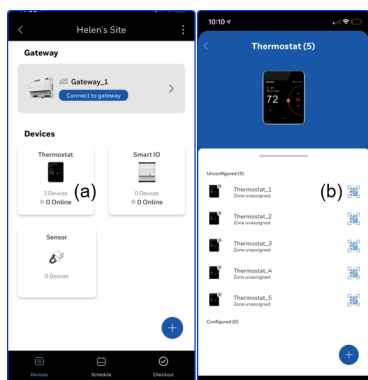 Helen's Site
Gateway
Gateway_1
Connect to gateway
Devices
Thermostat
3 Devices
0 Online
(a)
Smart IO
0 Devices
0 Online
Sensor
0 Devices
Devices
Schedule
Checkout
10:10
Thermostat (5)
72
Unconfigured (5)
Thermostat_1
Zone unassigned
(b)
Thermostat_2
Zone unassigned
Thermostat_3
Zone unassigned
Thermostat_4
Zone unassigned
Thermostat_5
Zone unassigned
Configured (0)